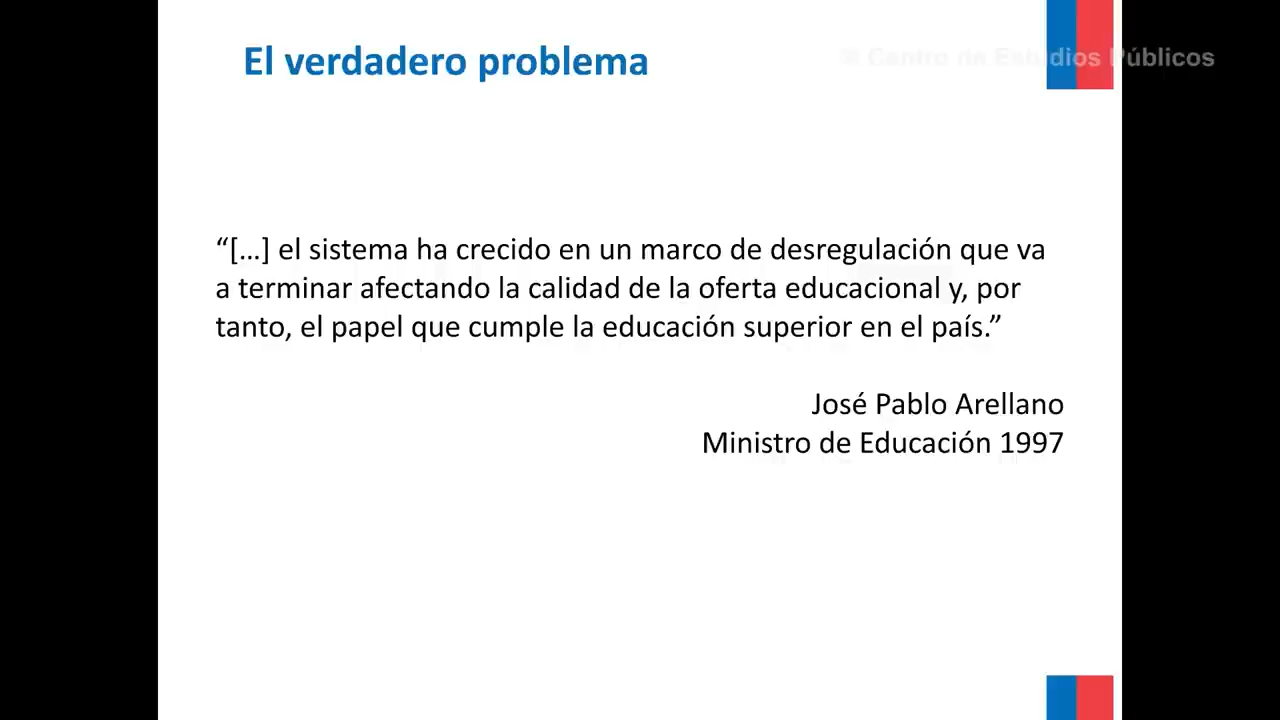 El verdadero problema
© Centro de Estudios Públicos
“[…] el sistema ha crecido en un marco de desregulación que va
a terminar afectando la calidad de la oferta educacional y, por
tanto, el papel que cumple la educación superior en el país.”
José Pablo Arellano
Ministro de Educación 1997